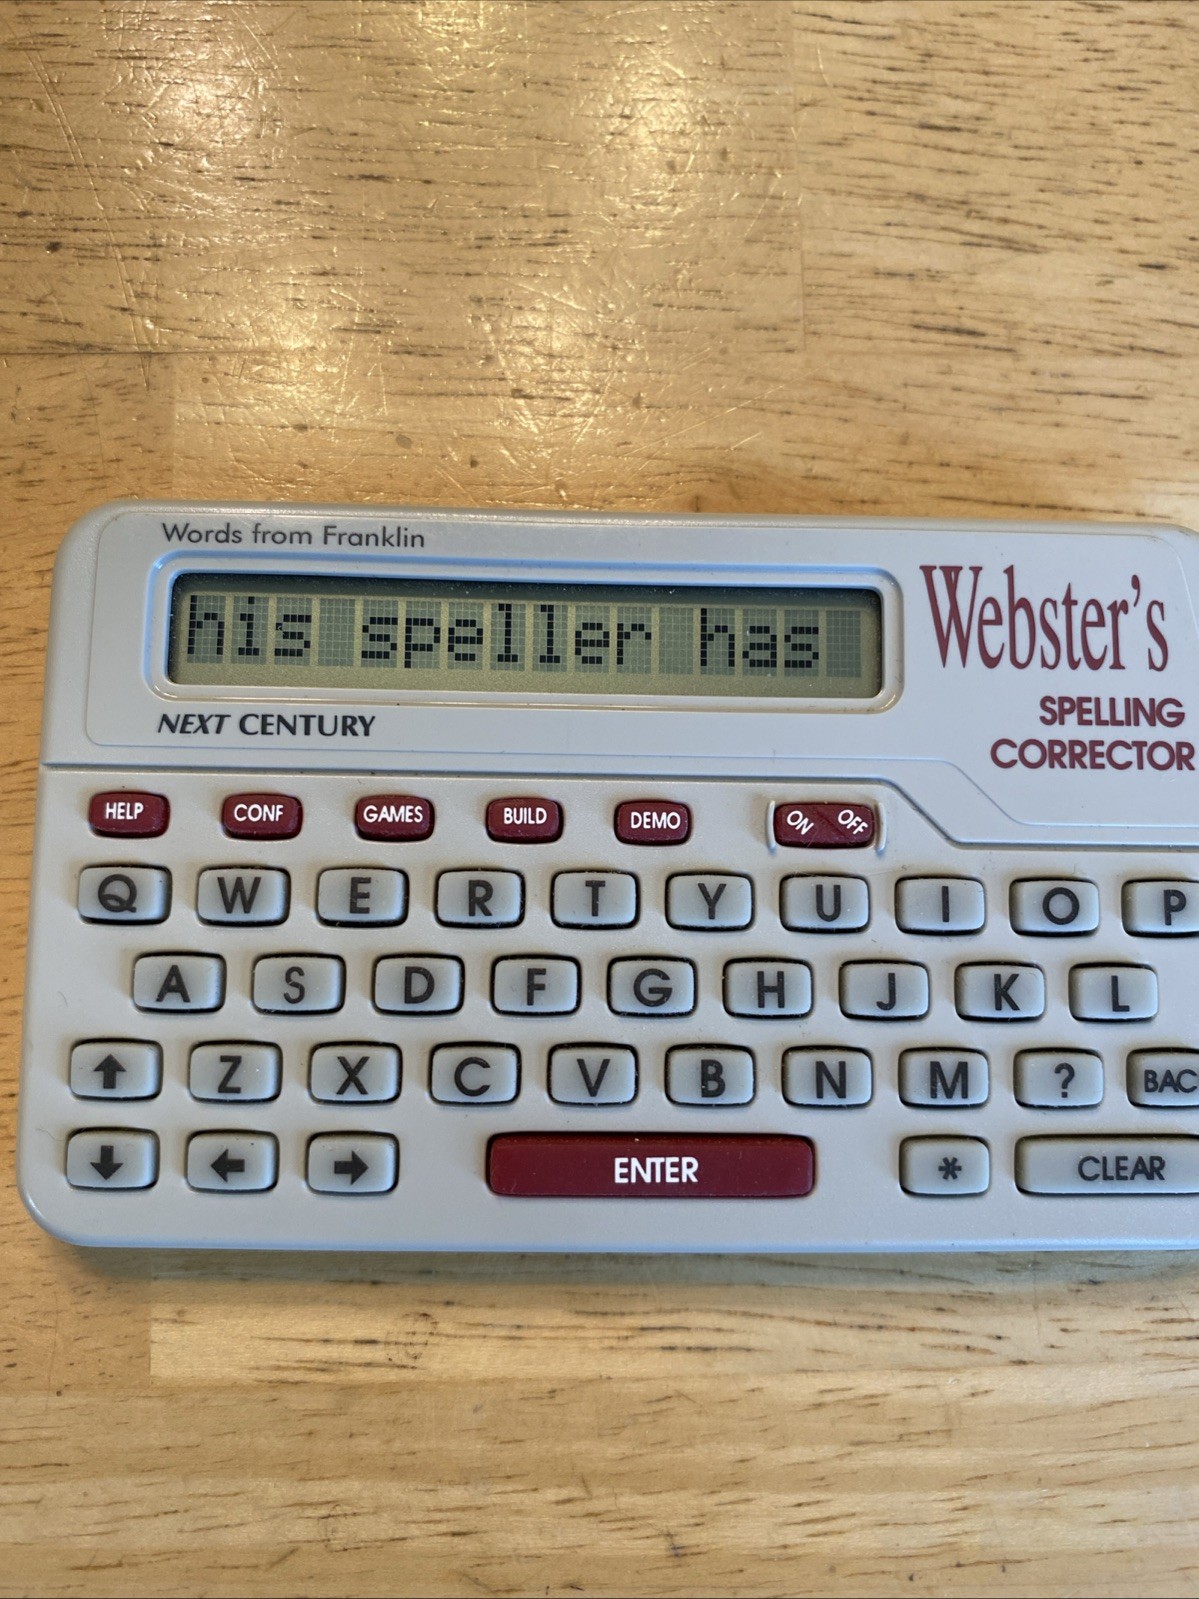 Words from Franklin
his speller has
Webster's
SPELLING
CORRECTOR
NEXT CENTURY
HELP CONF GAMES BUILD DEMO ON OFF
Q W E R T Y U I O P
A S D F G H J K L
Z X C V B N M ? BAC
ENTER * CLEAR